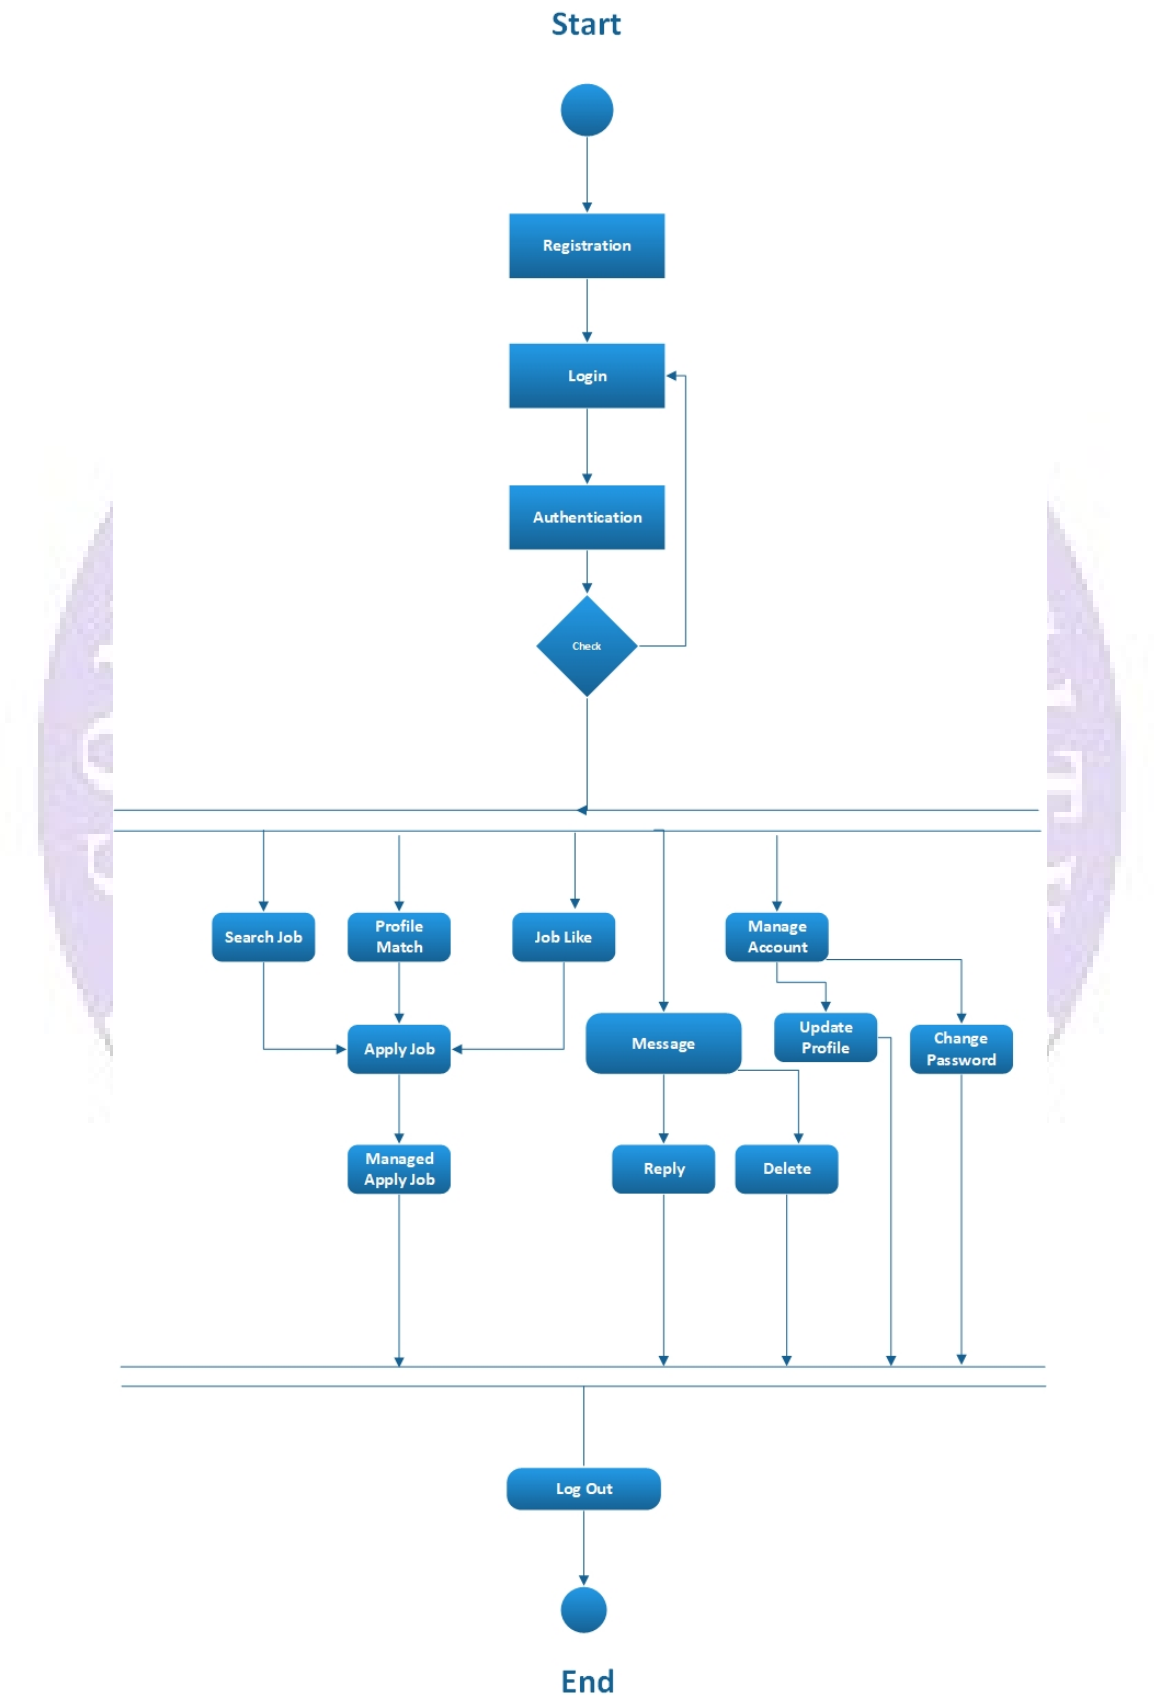 Start
Registration
Login
Authentication
Check
Search Job
Profile
Match
Job Like
Manage
Account
Apply Job
Message
Update
Profile
Change
Password
Managed
Apply Job
Reply
Delete
Log Out
End